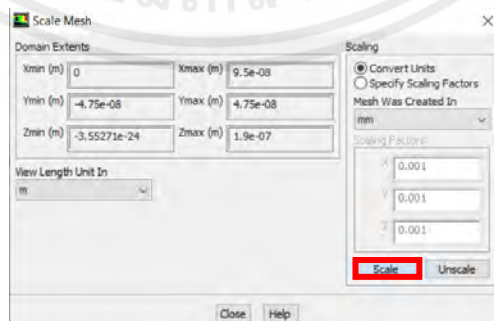 Scale Mesh
Domain Extents
Xmin (m) 0 Xmax (m) 9.5e-08
Ymin (m) -4.75e-08 Ymax (m) 4.75e-08
Zmin (m) -3.55271e-24 Zmax (m) 1.9e-07
View Length Unit In
m
Scaling
Convert Units
Specify Scaling Factors
Mesh Was Created In
mm
Scaling Factors
X 0.001
Y 0.001
Z 0.001
Scale Unscale
Close Help